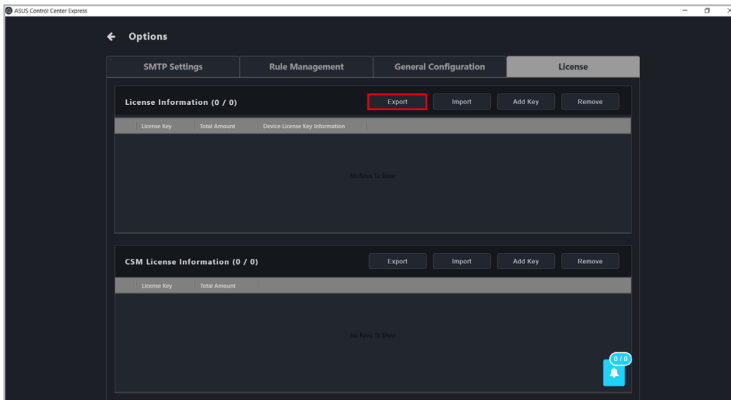 ASUS Control Center Express
Options
SMTP Settings Rule Management General Configuration License
License Information (0 / 0) Export Import Add Key Remove
License Key Total Amount Device License Key Information
No Rows To Show
CSM License Information (0 / 0) Export Import Add Key Remove
License Key Total Amount
No Rows To Show
0 / 0